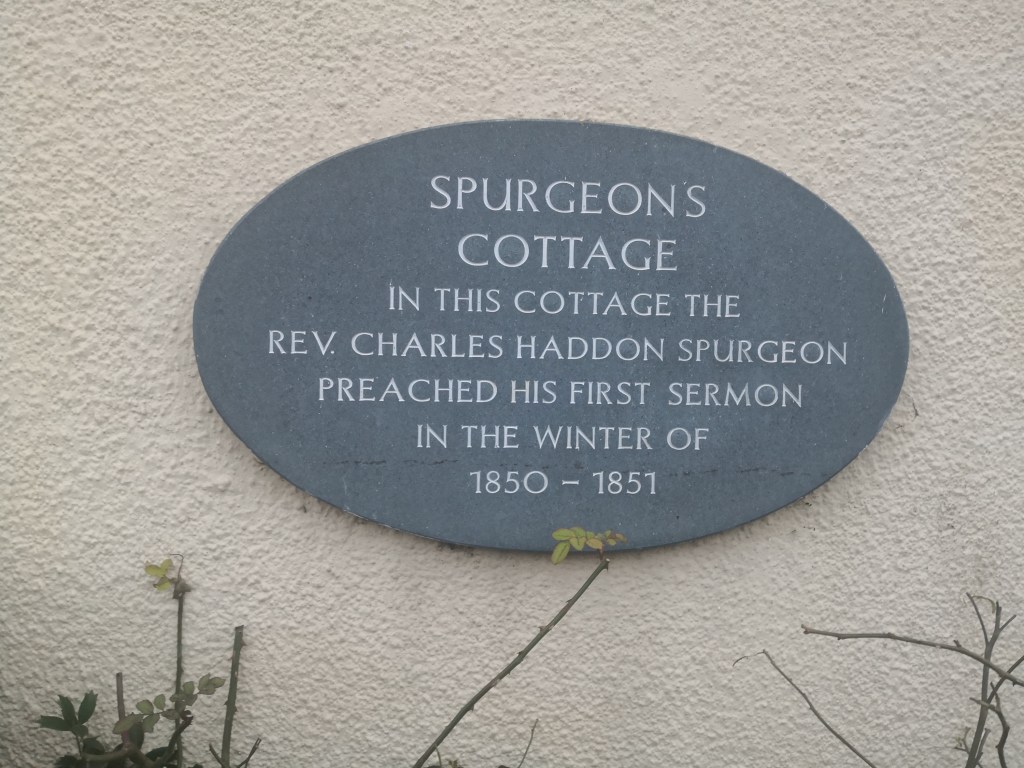 SPURGEON'S
COTTAGE
IN THIS COTTAGE THE
REV. CHARLES HADDON SPURGEON
PREACHED HIS FIRST SERMON
IN THE WINTER OF
1850 – 1851